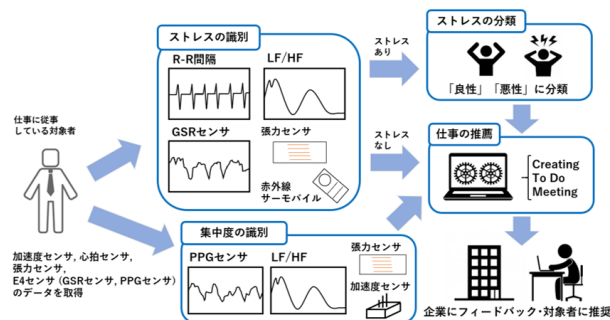 ストレスの識別
R-R間隔
LF/HF
GSRセンサ
張力センサ
赤外線
サーモパイル
ストレス
あり
ストレスの分類
「良性」「悪性」に分類
仕事に従事
している対象者
ストレス
なし
仕事の推薦
Creating
To Do
Meeting
集中度の識別
PPGセンサ
LF/HF
張力センサ
加速度センサ
加速度センサ, 心拍センサ,
張力センサ,
E4センサ (GSRセンサ, PPGセンサ)
のデータを取得
企業にフィードバック・対象者に推奨